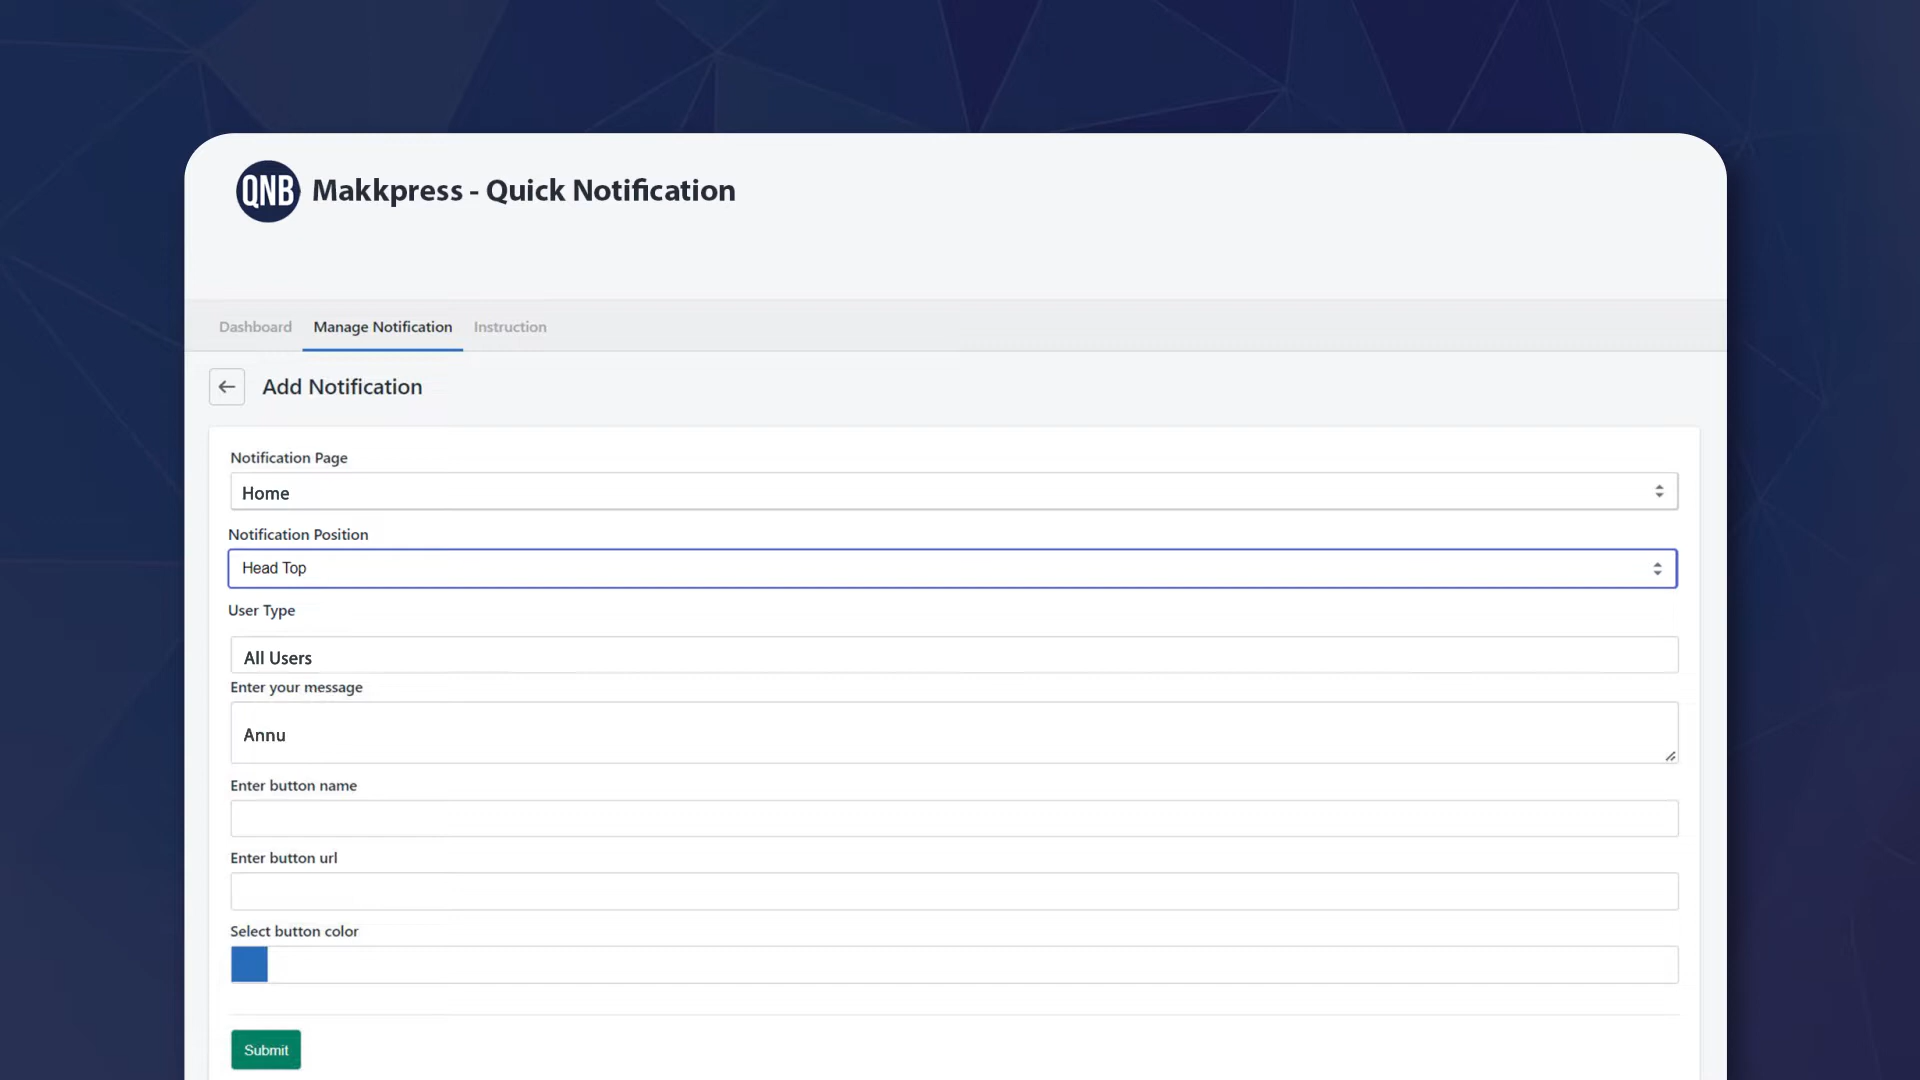 QNB Makkpress - Quick Notification
Dashboard Manage Notification Instruction
Add Notification
Notification Page
Home
Notification Position
Head Top
User Type
All Users
Enter your message
Annu
Enter button name
Enter button url
Select button color
Submit